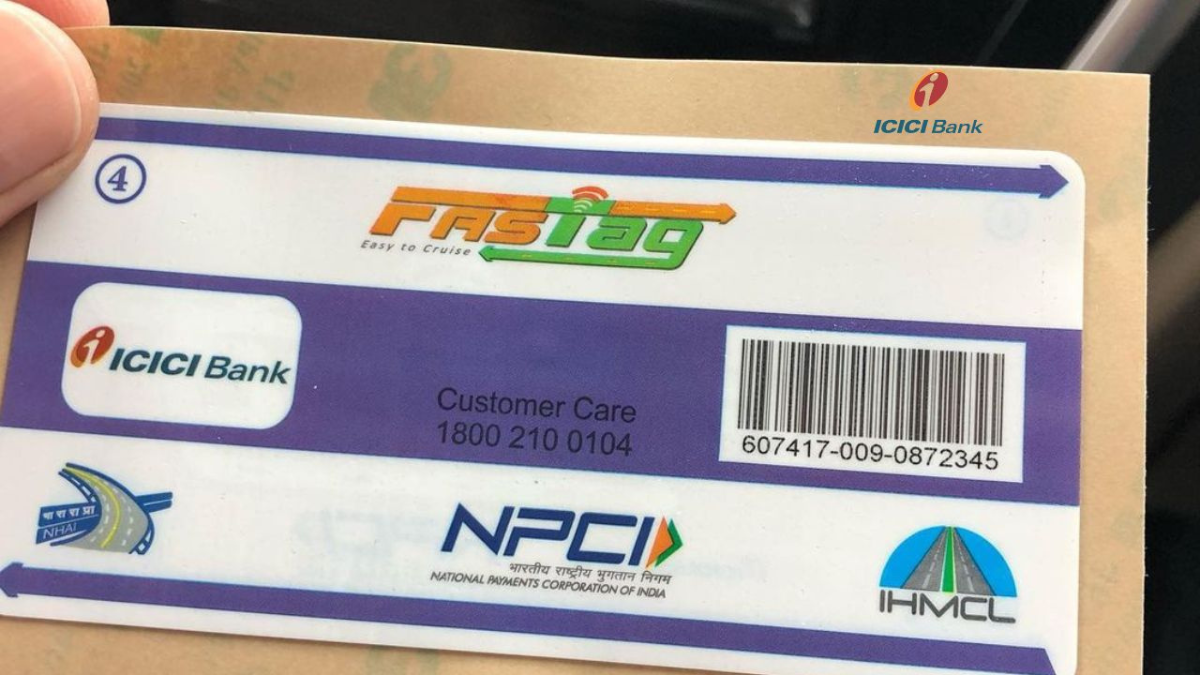 ICICI Bank
4
FASTag
Easy to Cruise
ICICI Bank
Customer Care
1800 210 0104
607417-009-0872345
भा रा रा प्रा
NHAI
NPCI
भारतीय राष्ट्रीय भुगतान निगम
NATIONAL PAYMENTS CORPORATION OF INDIA
IHMCL